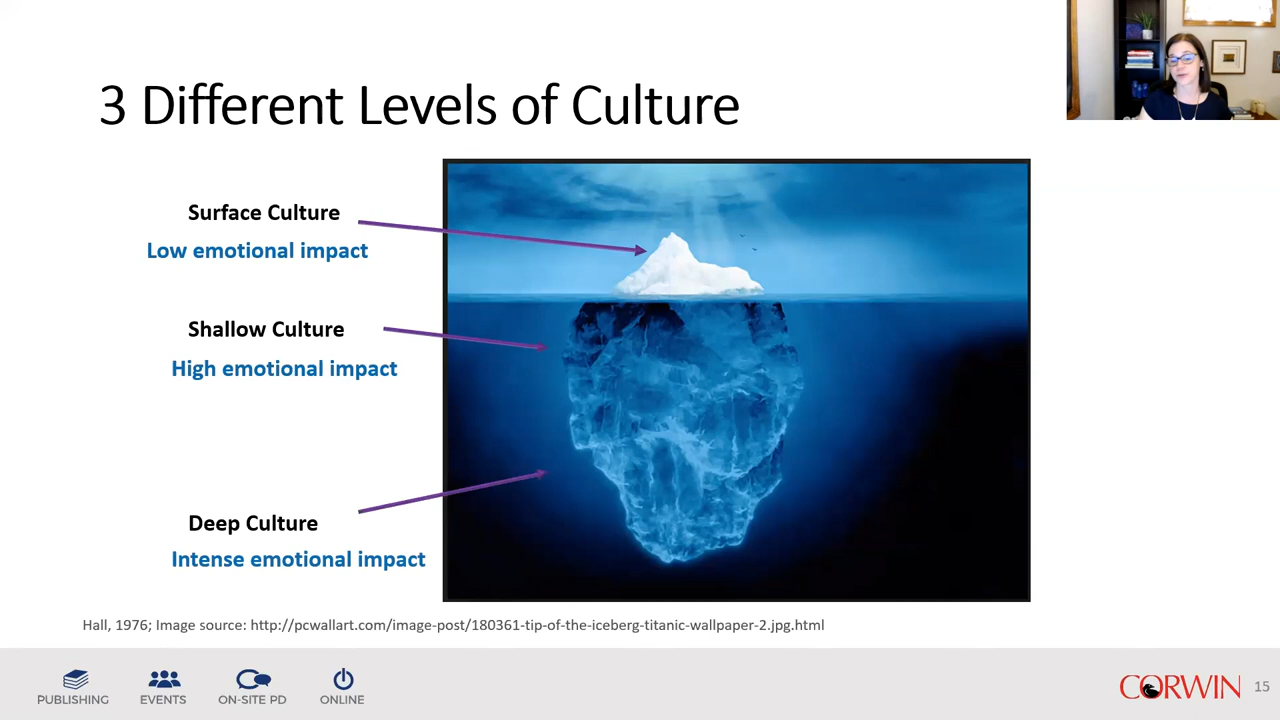 3 Different Levels of Culture
Surface Culture
Low emotional impact
Shallow Culture
High emotional impact
Deep Culture
Intense emotional impact
Hall, 1976; Image source: http://pcwallart.com/image-post/180361-tip-of-the-iceberg-titanic-wallpaper-2.jpg.html
PUBLISHING
EVENTS
ON-SITE PD
ONLINE
CORWIN
15